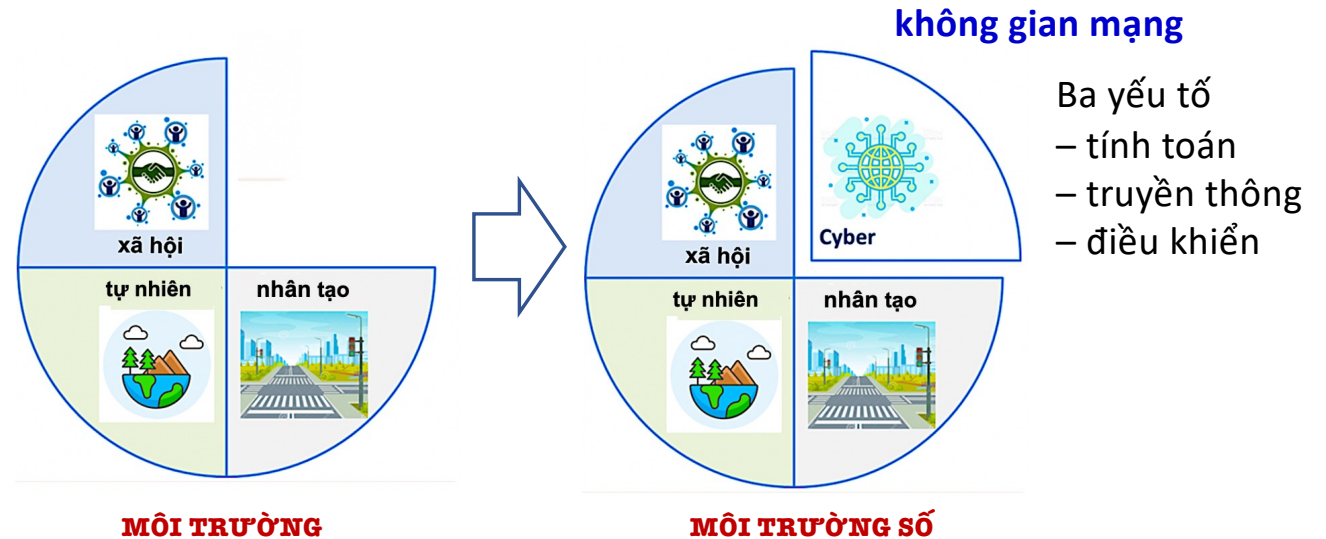 không gian mạng
Ba yếu tố
– tính toán
– truyền thông
– điều khiển
xã hội
tự nhiên
nhân tạo
MÔI TRƯỜNG
xã hội
Cyber
tự nhiên
nhân tạo
MÔI TRƯỜNG SỐ